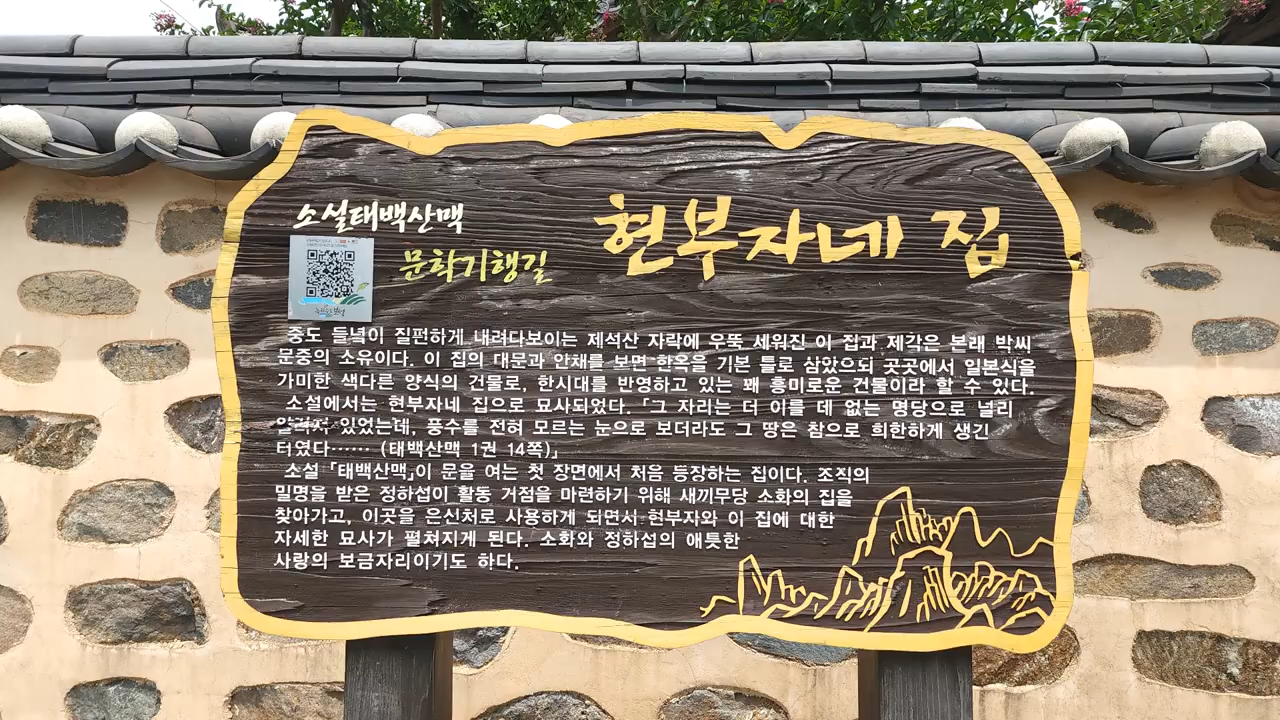 소설태백산맥
문학기행길
현부자네 집
중도 들녘이 질펀하게 내려다보이는 제석산 자락에 우뚝 세워진 이 집과 제각은 본래 박씨
문중의 소유이다. 이 집의 대문과 안채를 보면 한옥을 기본 틀로 삼았으되 곳곳에서 일본식을
가미한 색다른 양식의 건물로, 한시대를 반영하고 있는 꽤 흥미로운 건물이라 할 수 있다.
소설에서는 현부자네 집으로 묘사되었다. 「그 자리는 더 이를 데 없는 명당으로 널리
알려져 있었는데, 풍수를 전혀 모르는 눈으로 보더라도 그 땅은 참으로 희한하게 생긴
터였다…… (태백산맥 1권 14쪽)」
소설 「태백산맥」이 문을 여는 첫 장면에서 처음 등장하는 집이다. 조직의
밀명을 받은 정하섭이 활동 거점을 마련하기 위해 새끼무당 소화의 집을
찾아가고, 이곳을 은신처로 사용하게 되면서 현부자와 이 집에 대한
자세한 묘사가 펼쳐지게 된다. 소화와 정하섭의 애틋한
사랑의 보금자리이기도 하다.